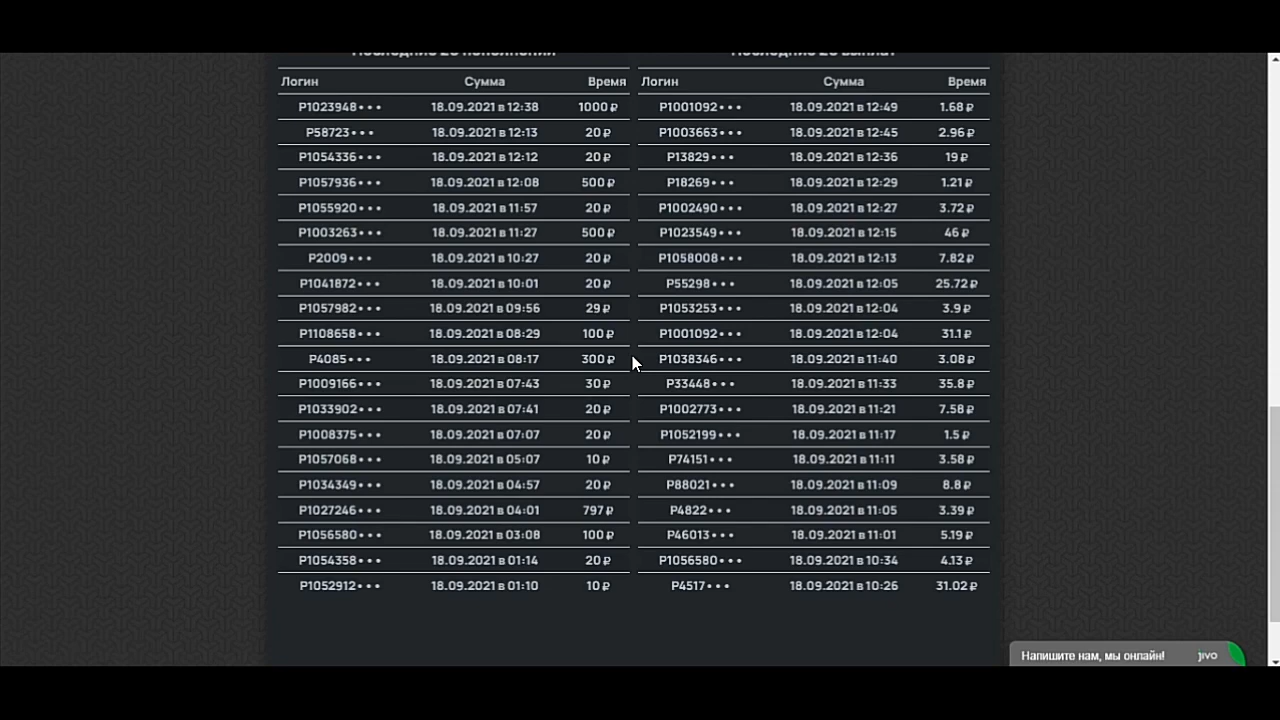 Последние 20 пополнений Последние 20 выплат
Логин Сумма Время Логин Сумма Время
P1023948••• 18.09.2021 в 12:38 1000 ₽ P1001092••• 18.09.2021 в 12:49 1.68 ₽
P58723••• 18.09.2021 в 12:13 20 ₽ P1003663••• 18.09.2021 в 12:45 2.96 ₽
P1054336••• 18.09.2021 в 12:12 20 ₽ P13829••• 18.09.2021 в 12:36 19 ₽
P1057936••• 18.09.2021 в 12:08 500 ₽ P18269••• 18.09.2021 в 12:29 1.21 ₽
P1055920••• 18.09.2021 в 11:57 20 ₽ P1002490••• 18.09.2021 в 12:27 3.72 ₽
P1003263••• 18.09.2021 в 11:27 500 ₽ P1023549••• 18.09.2021 в 12:15 46 ₽
P2009••• 18.09.2021 в 10:27 20 ₽ P1058008••• 18.09.2021 в 12:13 7.82 ₽
P1041872••• 18.09.2021 в 10:01 20 ₽ P55298••• 18.09.2021 в 12:05 25.72 ₽
P1057982••• 18.09.2021 в 09:56 29 ₽ P1053253••• 18.09.2021 в 12:04 3.9 ₽
P1108658••• 18.09.2021 в 08:29 100 ₽ P1001092••• 18.09.2021 в 12:04 31.1 ₽
P4085••• 18.09.2021 в 08:17 300 ₽ P1038346••• 18.09.2021 в 11:40 3.08 ₽
P1009166••• 18.09.2021 в 07:43 30 ₽ P33448••• 18.09.2021 в 11:33 35.8 ₽
P1033902••• 18.09.2021 в 07:41 20 ₽ P1002773••• 18.09.2021 в 11:21 7.58 ₽
P1008375••• 18.09.2021 в 07:07 20 ₽ P1052199••• 18.09.2021 в 11:17 1.5 ₽
P1057068••• 18.09.2021 в 05:07 10 ₽ P74151••• 18.09.2021 в 11:11 3.58 ₽
P1034349••• 18.09.2021 в 04:57 20 ₽ P88021••• 18.09.2021 в 11:09 8.8 ₽
P1027246••• 18.09.2021 в 04:01 797 ₽ P4822••• 18.09.2021 в 11:05 3.39 ₽
P1056580••• 18.09.2021 в 03:08 100 ₽ P46013••• 18.09.2021 в 11:01 5.19 ₽
P1054358••• 18.09.2021 в 01:14 20 ₽ P1056580••• 18.09.2021 в 10:34 4.13 ₽
P1052912••• 18.09.2021 в 01:10 10 ₽ P4517••• 18.09.2021 в 10:26 31.02 ₽
Напишите нам, мы онлайн! jivo